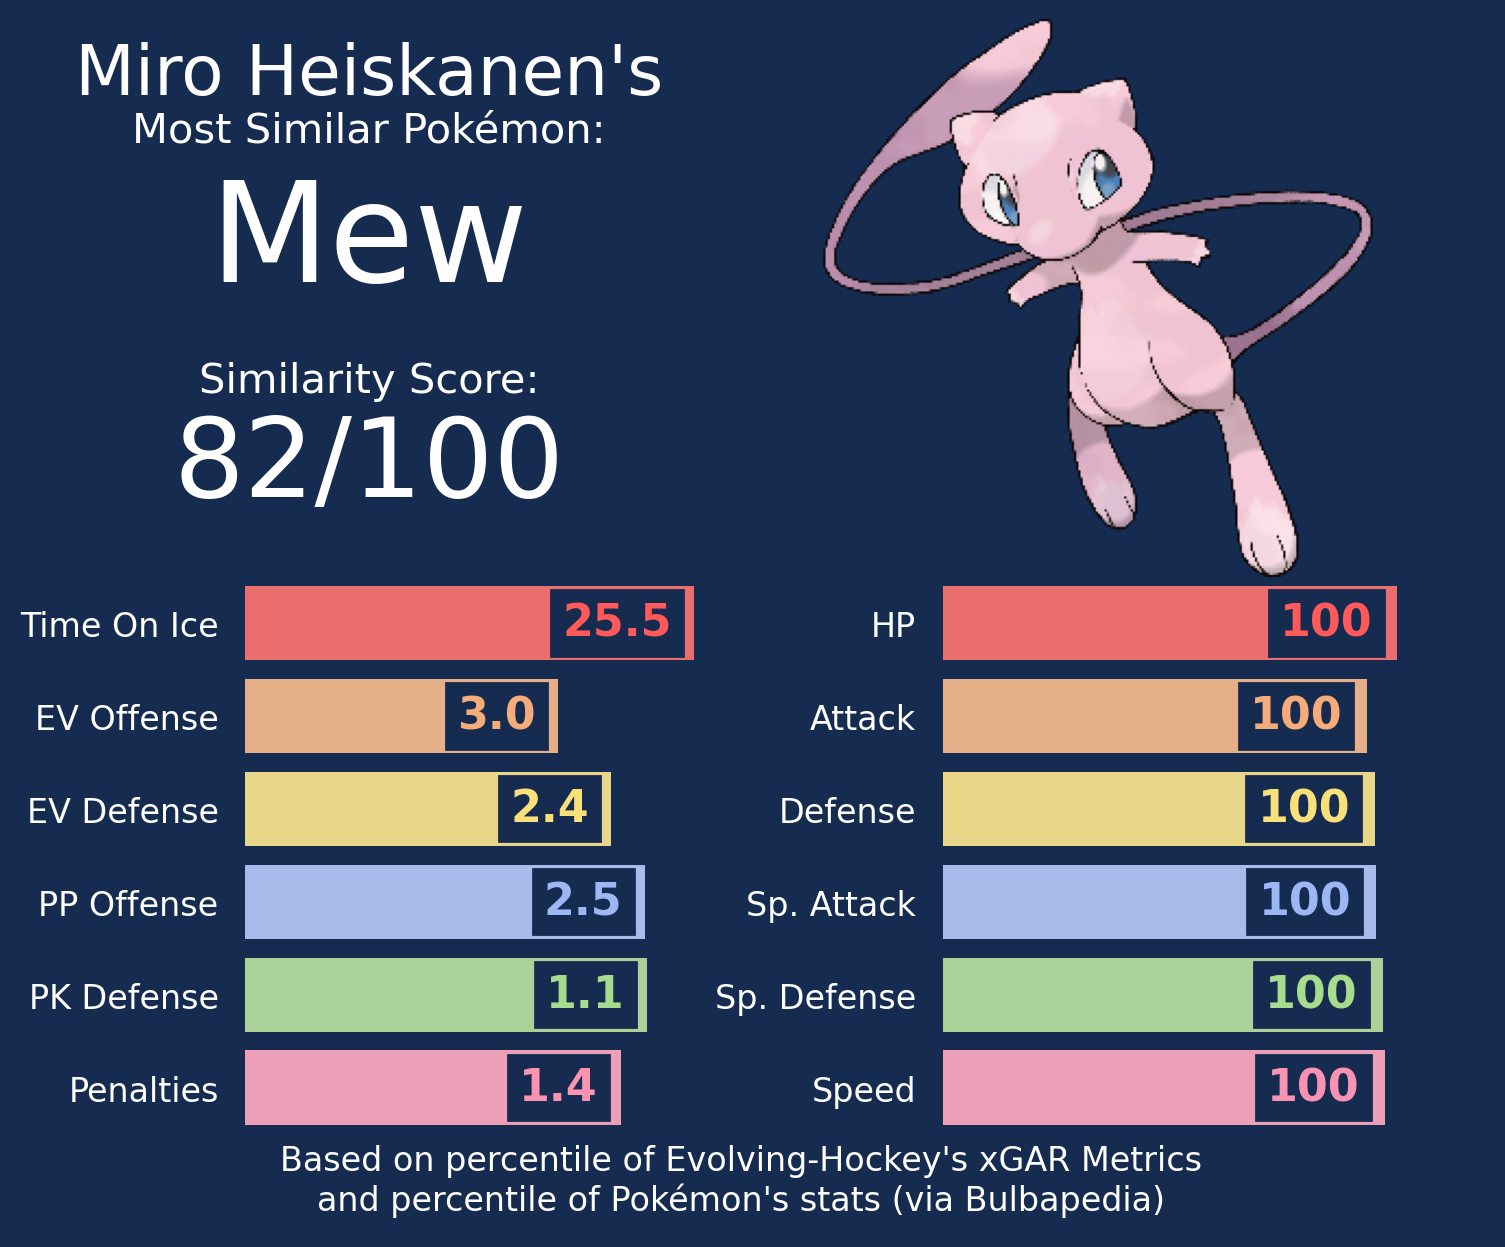 Miro Heiskanen's
Most Similar Pokémon:
Mew
Similarity Score:
82/100
Time On Ice 25.5
EV Offense 3.0
EV Defense 2.4
PP Offense 2.5
PK Defense 1.1
Penalties 1.4
HP 100
Attack 100
Defense 100
Sp. Attack 100
Sp. Defense 100
Speed 100
Based on percentile of Evolving-Hockey's xGAR Metrics
and percentile of Pokémon's stats (via Bulbapedia)